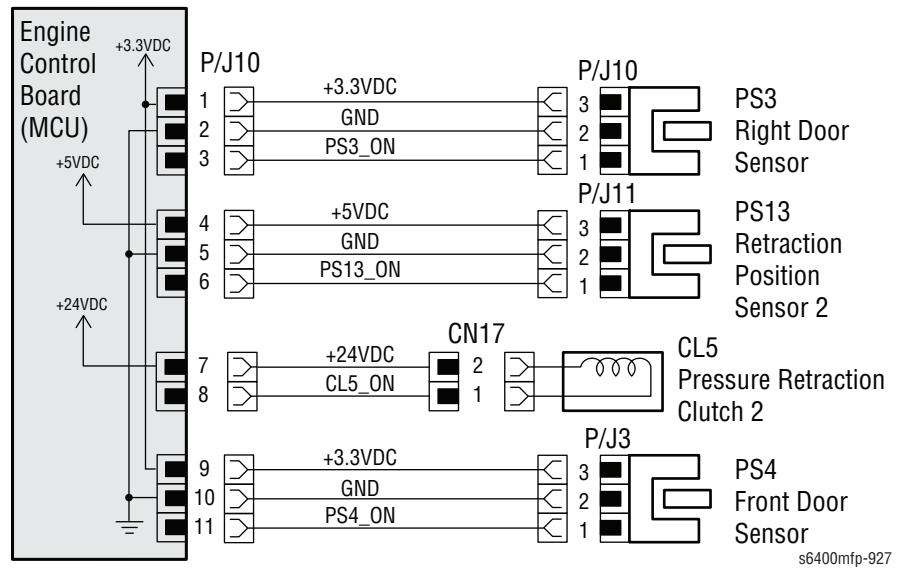 Engine
Control
Board
(MCU)
+3.3VDC
+5VDC
+24VDC
P/J10
1
2
3
+3.3VDC
GND
PS3_ON
P/J10
3
2
1
PS3
Right Door
Sensor
4
5
6
+5VDC
GND
PS13_ON
P/J11
3
2
1
PS13
Retraction
Position
Sensor 2
7
8
+24VDC
CL5_ON
CN17
2
1
CL5
Pressure Retraction
Clutch 2
9
10
11
+3.3VDC
GND
PS4_ON
P/J3
3
2
1
PS4
Front Door
Sensor
s6400mfp-927